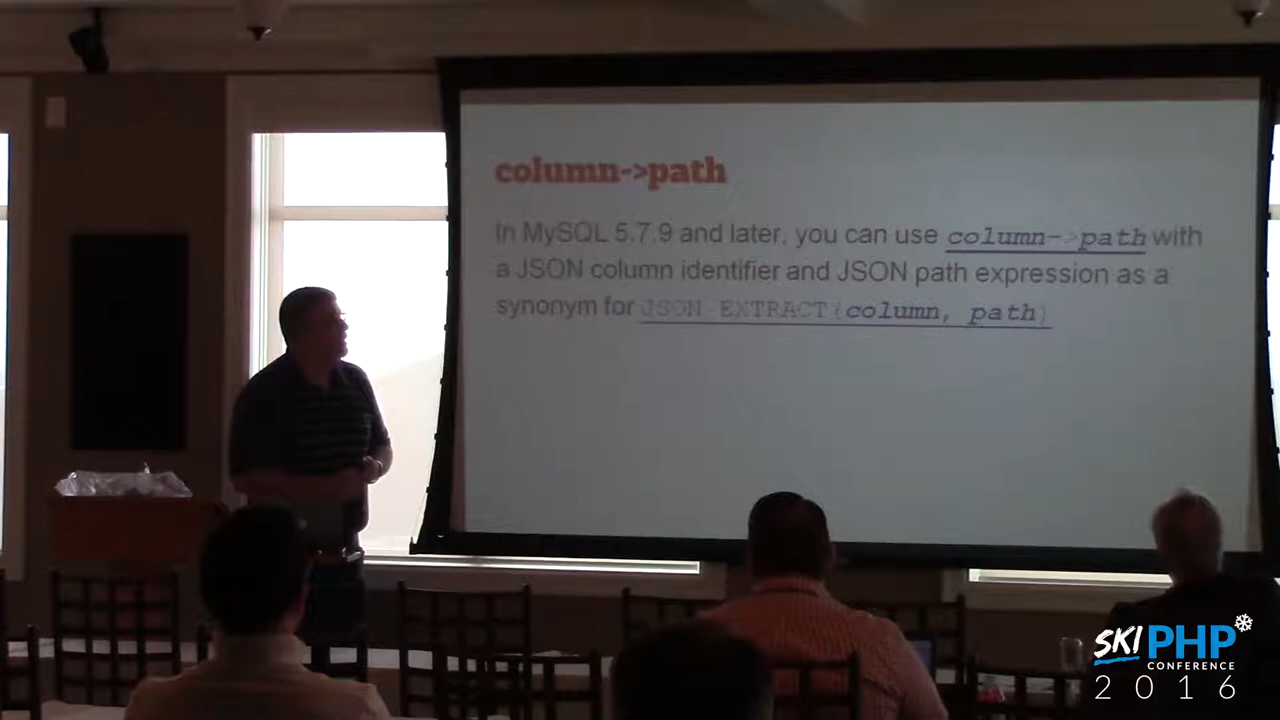 column->path
In MySQL 5.7.9 and later, you can use column->path with
a JSON column identifier and JSON path expression as a
synonym for JSON_EXTRACT(column, path)
SKI PHP
CONFERENCE
2016